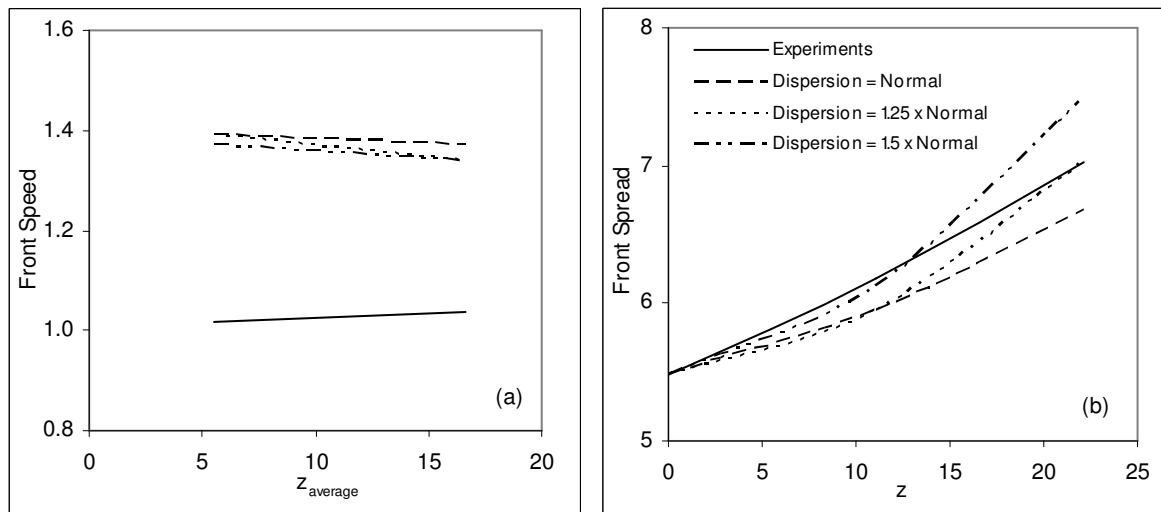 1.6
1.4
1.2
1.0
0.8
Front Speed
0
5
10
15
20
z average
(a)
8
7
6
5
Front Spread
Experiments
Dispersion = Normal
Dispersion = 1.25 x Normal
Dispersion = 1.5 x Normal
0
5
10
15
20
25
z
(b)